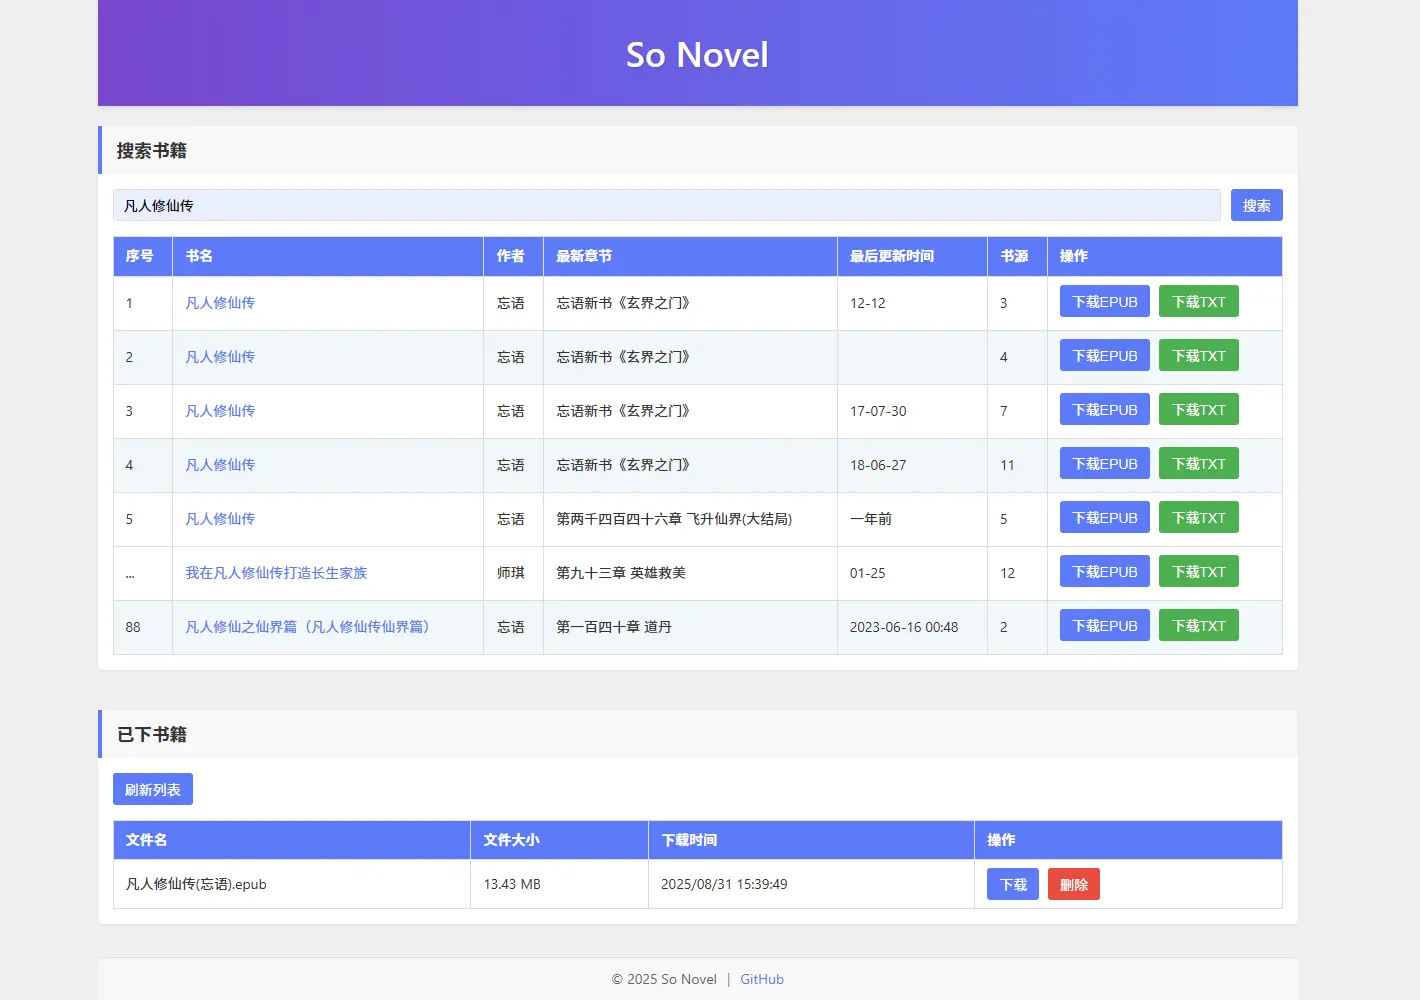 So Novel
搜索书籍
凡人修仙传 搜索
序号 书名 作者 最新章节 最后更新时间 书源 操作
1 凡人修仙传 忘语 忘语新书《玄界之门》 12-12 3 下载EPUB 下载TXT
2 凡人修仙传 忘语 忘语新书《玄界之门》 4 下载EPUB 下载TXT
3 凡人修仙传 忘语 忘语新书《玄界之门》 17-07-30 7 下载EPUB 下载TXT
4 凡人修仙传 忘语 忘语新书《玄界之门》 18-06-27 11 下载EPUB 下载TXT
5 凡人修仙传 忘语 第两千四百四十六章 飞升仙界(大结局) 一年前 5 下载EPUB 下载TXT
... 我在凡人修仙传打造长生家族 师琪 第九十三章 英雄救美 01-25 12 下载EPUB 下载TXT
88 凡人修仙之仙界篇（凡人修仙传仙界篇） 忘语 第一百四十章 道丹 2023-06-16 00:48 2 下载EPUB 下载TXT
已下书籍
刷新列表
文件名 文件大小 下载时间 操作
凡人修仙传(忘语).epub 13.43 MB 2025/08/31 15:39:49 下载 删除
© 2025 So Novel | GitHub